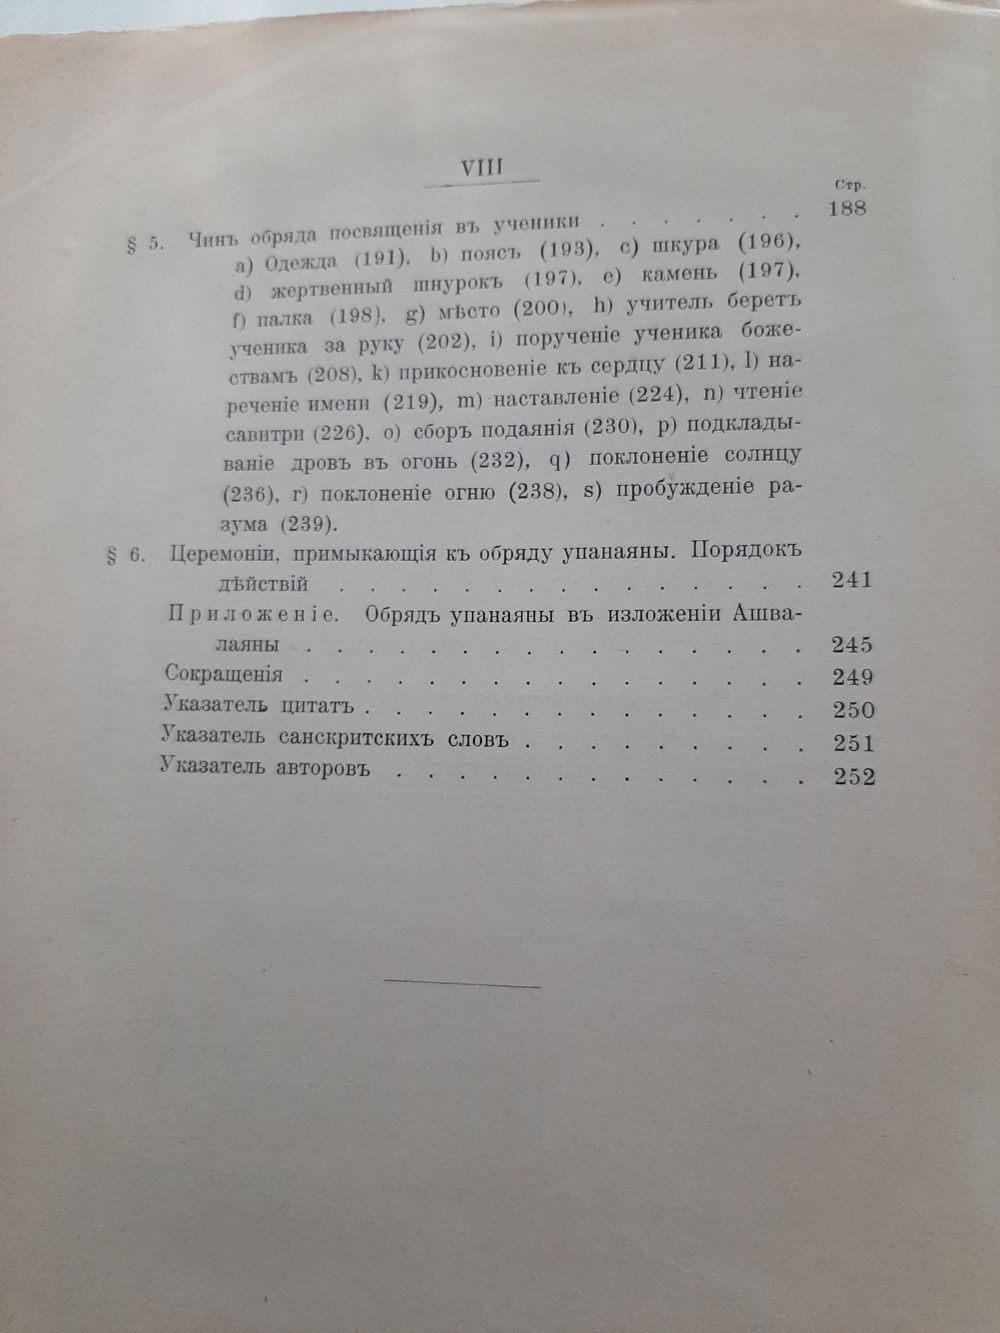 VIII
Стр.
§ 5. Чинъ обряда посвященія въ ученики . . . . . . . 188
a) Одежда (191), b) поясъ (193), c) шкура (196),
d) жертвенный шнурокъ (197), e) камень (197),
f) палка (198), g) мѣсто (200), h) учитель беретъ
ученика за руку (202), i) порученіе ученика боже-
ствамъ (208), k) прикосновеніе къ сердцу (211), l) на-
реченіе имени (219), m) наставленіе (224), n) чтеніе
савитри (226), o) сборъ подаянія (230), p) подклады-
ваніе дровъ въ огонь (232), q) поклоненіе солнцу
(236), r) поклоненіе огню (238), s) пробужденіе ра-
зума (239).
§ 6. Церемоніи, примыкающія къ обряду упанаяны. Порядокъ
дѣйствій . . . . . . . . . . . . 241
Приложеніе. Обрядъ упанаяны въ изложеніи Ашва-
лаяны . . . . . . . . . . . . . 245
Сокращенія . . . . . . . . . . . . . 249
Указатель цитатъ . . . . . . . . . . . 250
Указатель санскритскихъ словъ . . . . . . . . 251
Указатель авторовъ . . . . . . . . . . 252